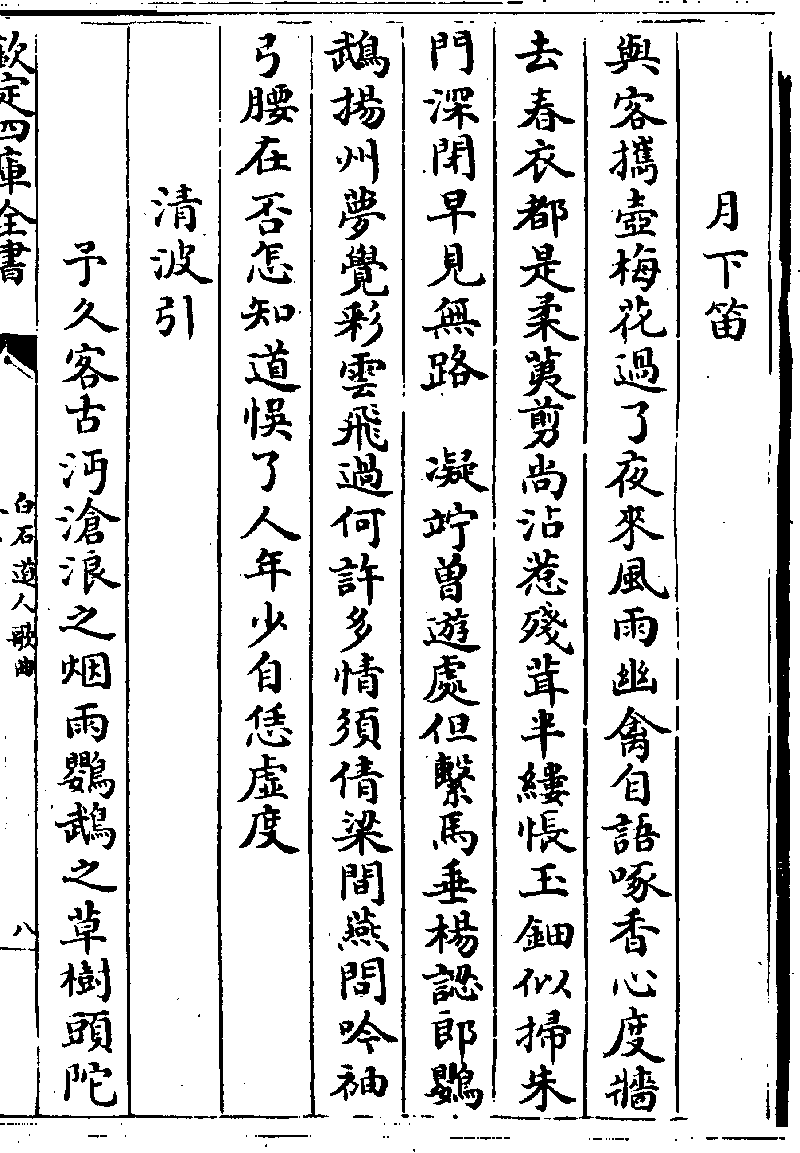 月下笛
與客攜壺梅花過了夜來風雨幽禽自語啄香心度牆
去春衣都是柔荑剪尚沾惹殘茸半縷悵玉鈿似掃朱
門深閉早見無路　凝竚曽遊處但繫馬垂楊認郎鸚
鵡揚州夢覺彩雲飛過何許多情須倩梁間燕問吟袖
弓腰在否怎知道悞了人年少自恁虚度
清波引
予久客古沔滄浪之烟雨鸚鵡之草樹頭陀
欽定四庫全書
白石道人歌曲
八